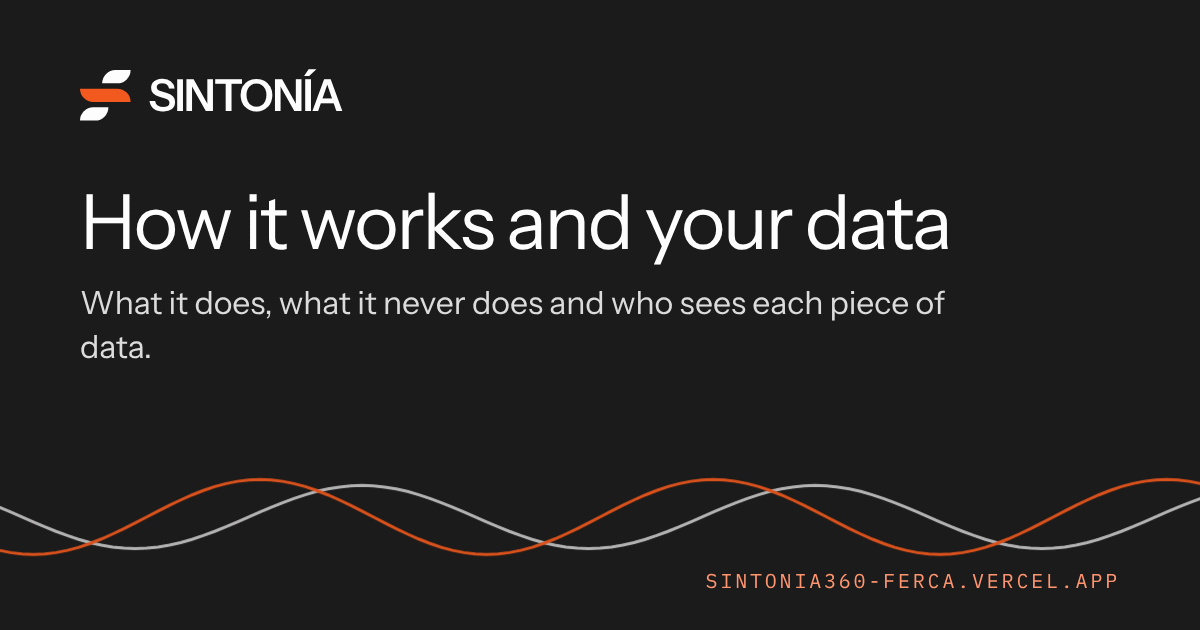 SINTONÍA
How it works and your data
What it does, what it never does and who sees each piece of
data.
SINTONIA360-FERCA.VERCEL.APP